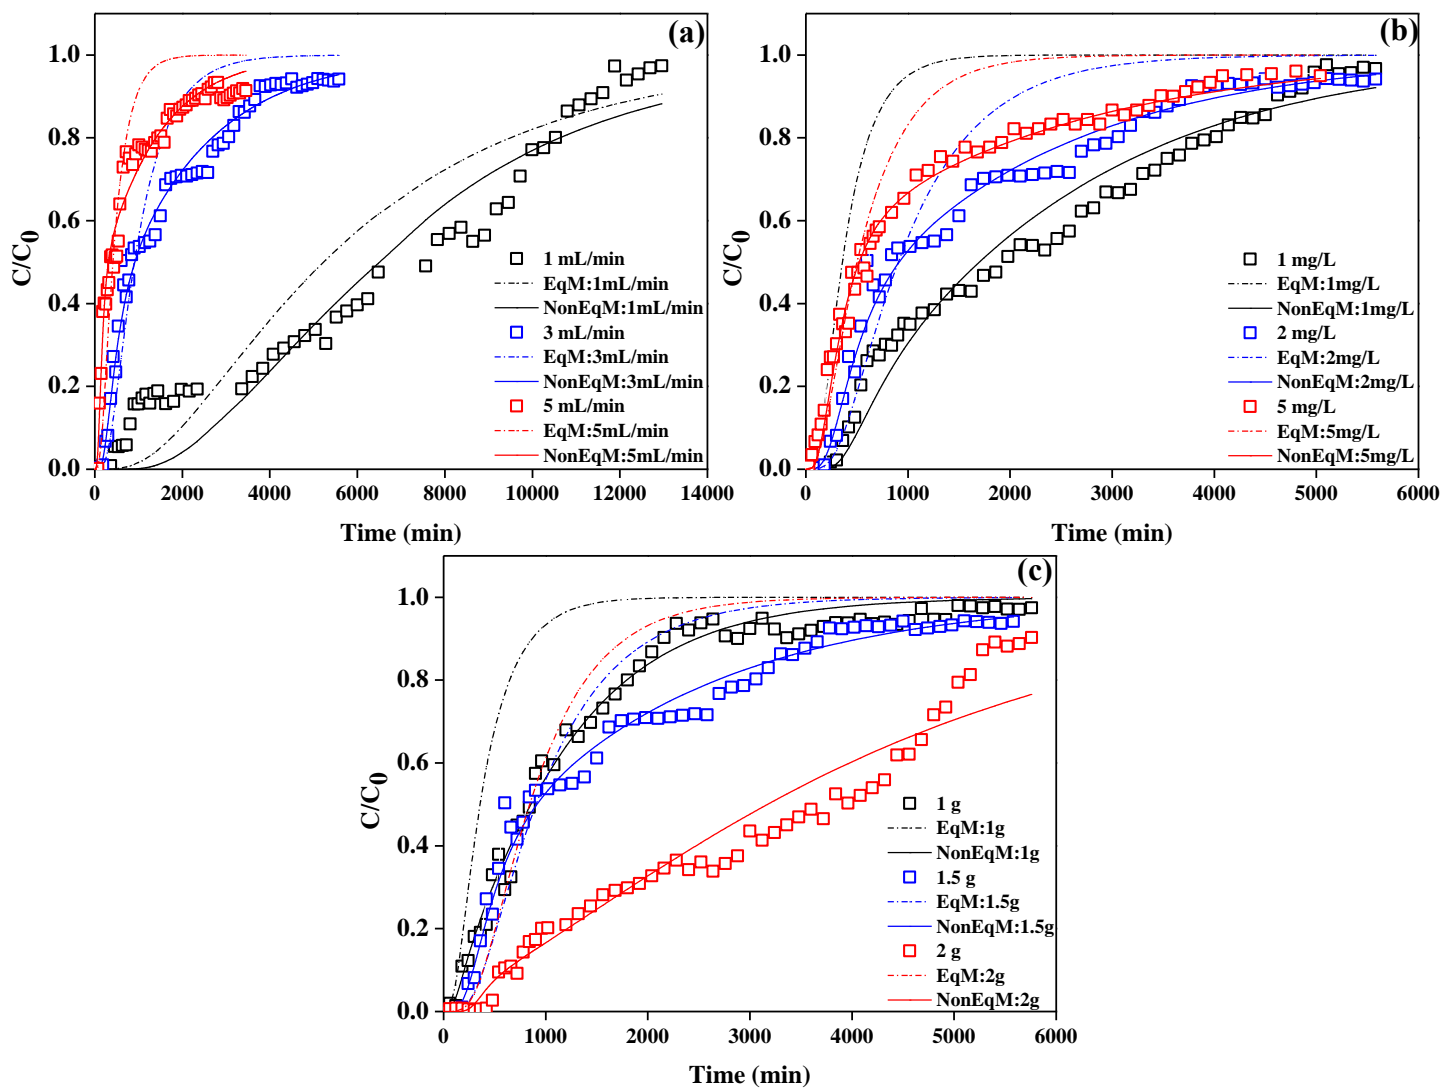 (a)
1.0
0.8
0.6
0.4
0.2
0.0
C/C0
0 2000 4000 6000 8000 10000 12000 14000
Time (min)
1 mL/min
EqM:1mL/min
NonEqM:1mL/min
3 mL/min
EqM:3mL/min
NonEqM:3mL/min
5 mL/min
EqM:5mL/min
NonEqM:5mL/min
(b)
1.0
0.8
0.6
0.4
0.2
0.0
C/C0
0 1000 2000 3000 4000 5000 6000
Time (min)
1 mg/L
EqM:1mg/L
NonEqM:1mg/L
2 mg/L
EqM:2mg/L
NonEqM:2mg/L
5 mg/L
EqM:5mg/L
NonEqM:5mg/L
(c)
1.0
0.8
0.6
0.4
0.2
0.0
C/C0
0 1000 2000 3000 4000 5000 6000
Time (min)
1 g
EqM:1g
NonEqM:1g
1.5 g
EqM:1.5g
NonEqM:1.5g
2 g
EqM:2g
NonEqM:2g